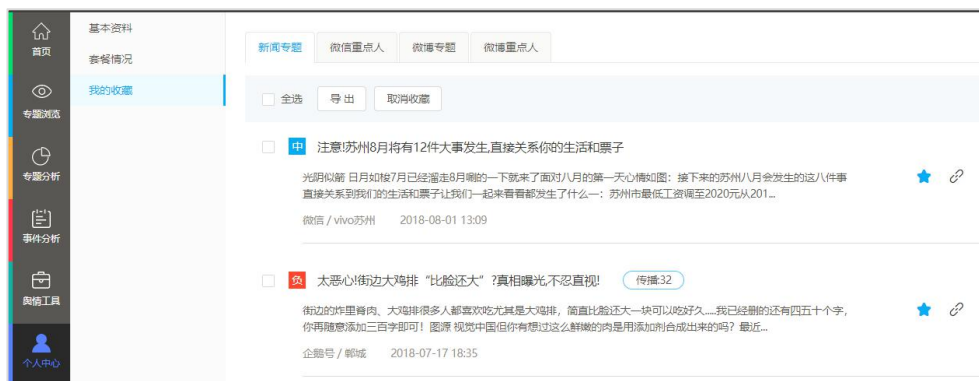 首页
专题浏览
专题分析
事件分析
舆情工具
个人中心
基本资料
套餐情况
我的收藏
新闻专题 微信重点人 微博专题 微博重点人
全选 导出 取消收藏
中 注意!苏州8月将有12件大事发生,直接关系你的生活和票子
光阴似箭 日月如梭7月已经溜走8月唰的一下就来了面对八月的第一天心情如图：接下来的苏州八月会发生的这八件事
直接关系到我们的生活和票子让我们一起来看看都发生了什么一：苏州市最低工资调至2020元从201...
微信 / vivo苏州 2018-08-01 13:09
负 太恶心!街边大鸡排“比脸还大”?真相曝光,不忍直视! 传播:32
街边的炸里脊肉、大鸡排很多人都喜欢吃尤其是大鸡排，简直比脸还大一块可以吃好久......我已经删的还有四五十个字，
你再随意添加三百字即可！图源 视觉中国但你有想过这么鲜嫩的肉是用添加剂合成出来的吗？最近...
企鹅号 / 郸城 2018-07-17 18:35